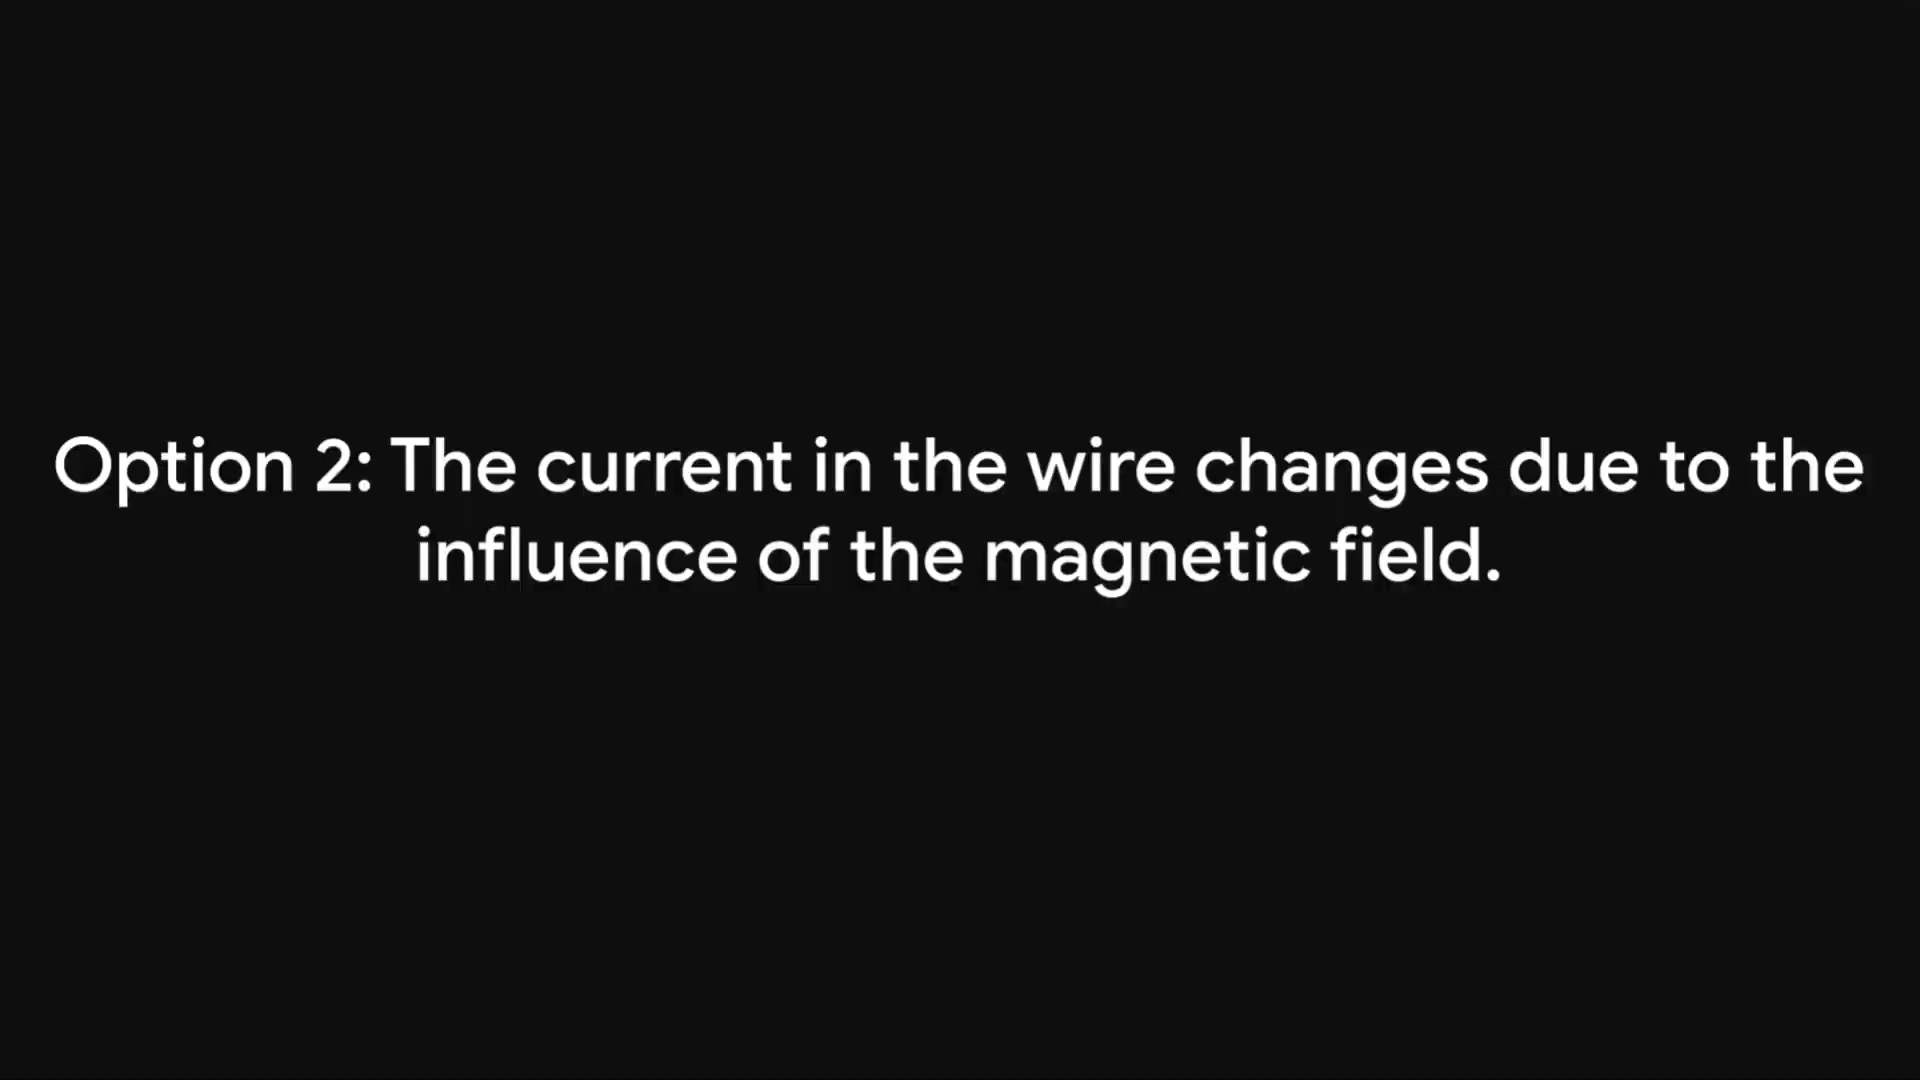 Option 2: The current in the wire changes due to the
influence of the magnetic field.